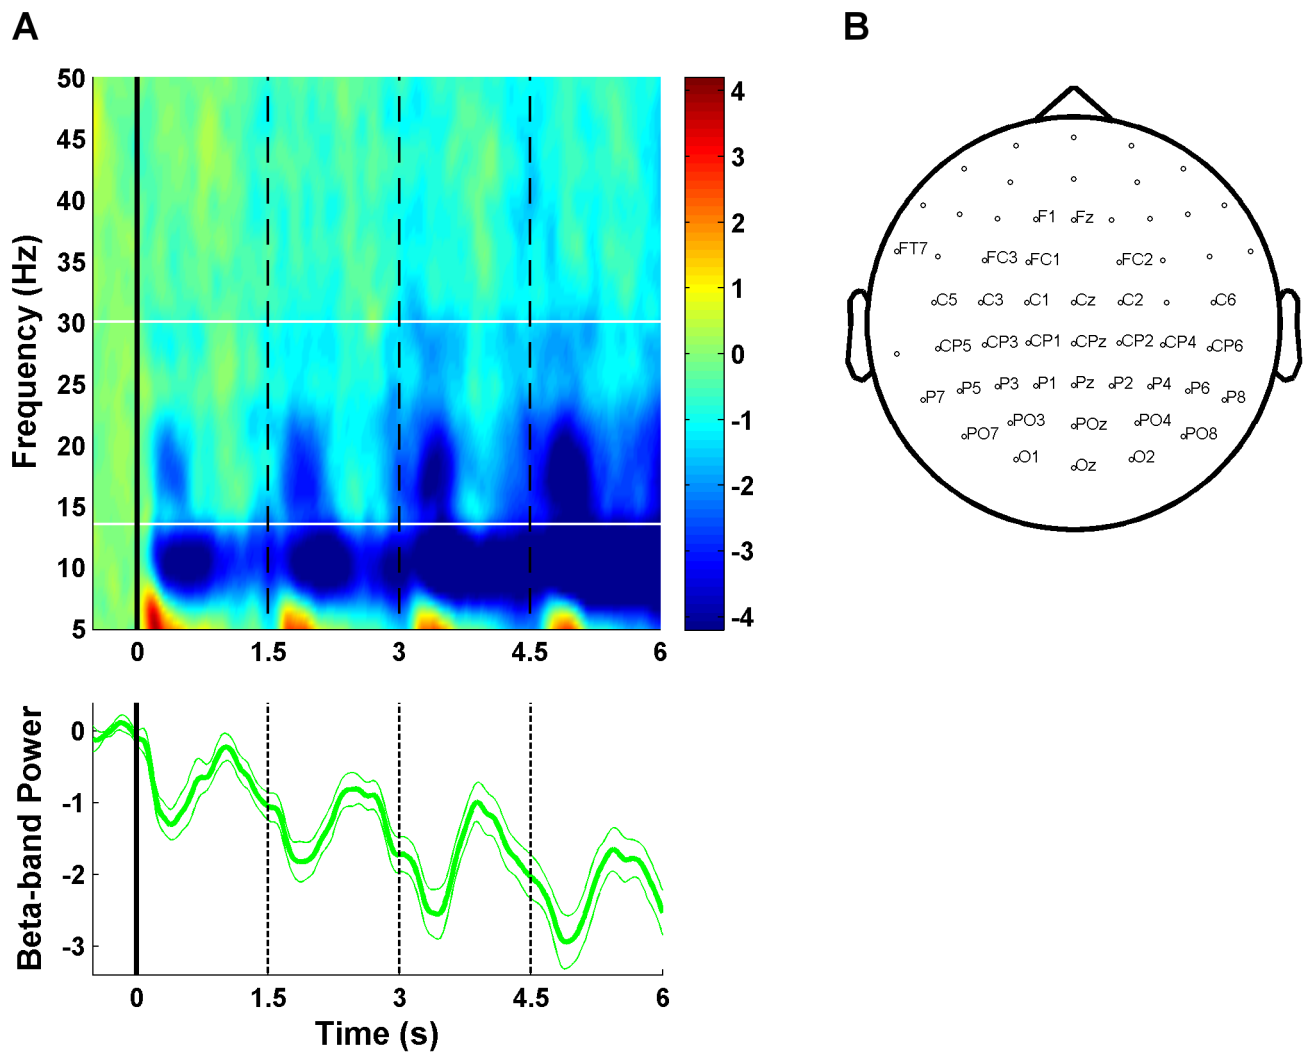 A
B
50
45
40
35
30
25
20
15
10
5
Frequency (Hz)
0 1.5 3 4.5 6
4
3
2
1
0
-1
-2
-3
-4
0
-1
-2
-3
Beta-band Power
0 1.5 3 4.5 6
Time (s)
F1 Fz
FT7 FC3 FC1 FC2
C5 C3 C1 Cz C2 C6
CP5 CP3 CP1 CPz CP2 CP4 CP6
P7 P5 P3 P1 Pz P2 P4 P6 P8
PO7 PO3 POz PO4 PO8
O1 Oz O2